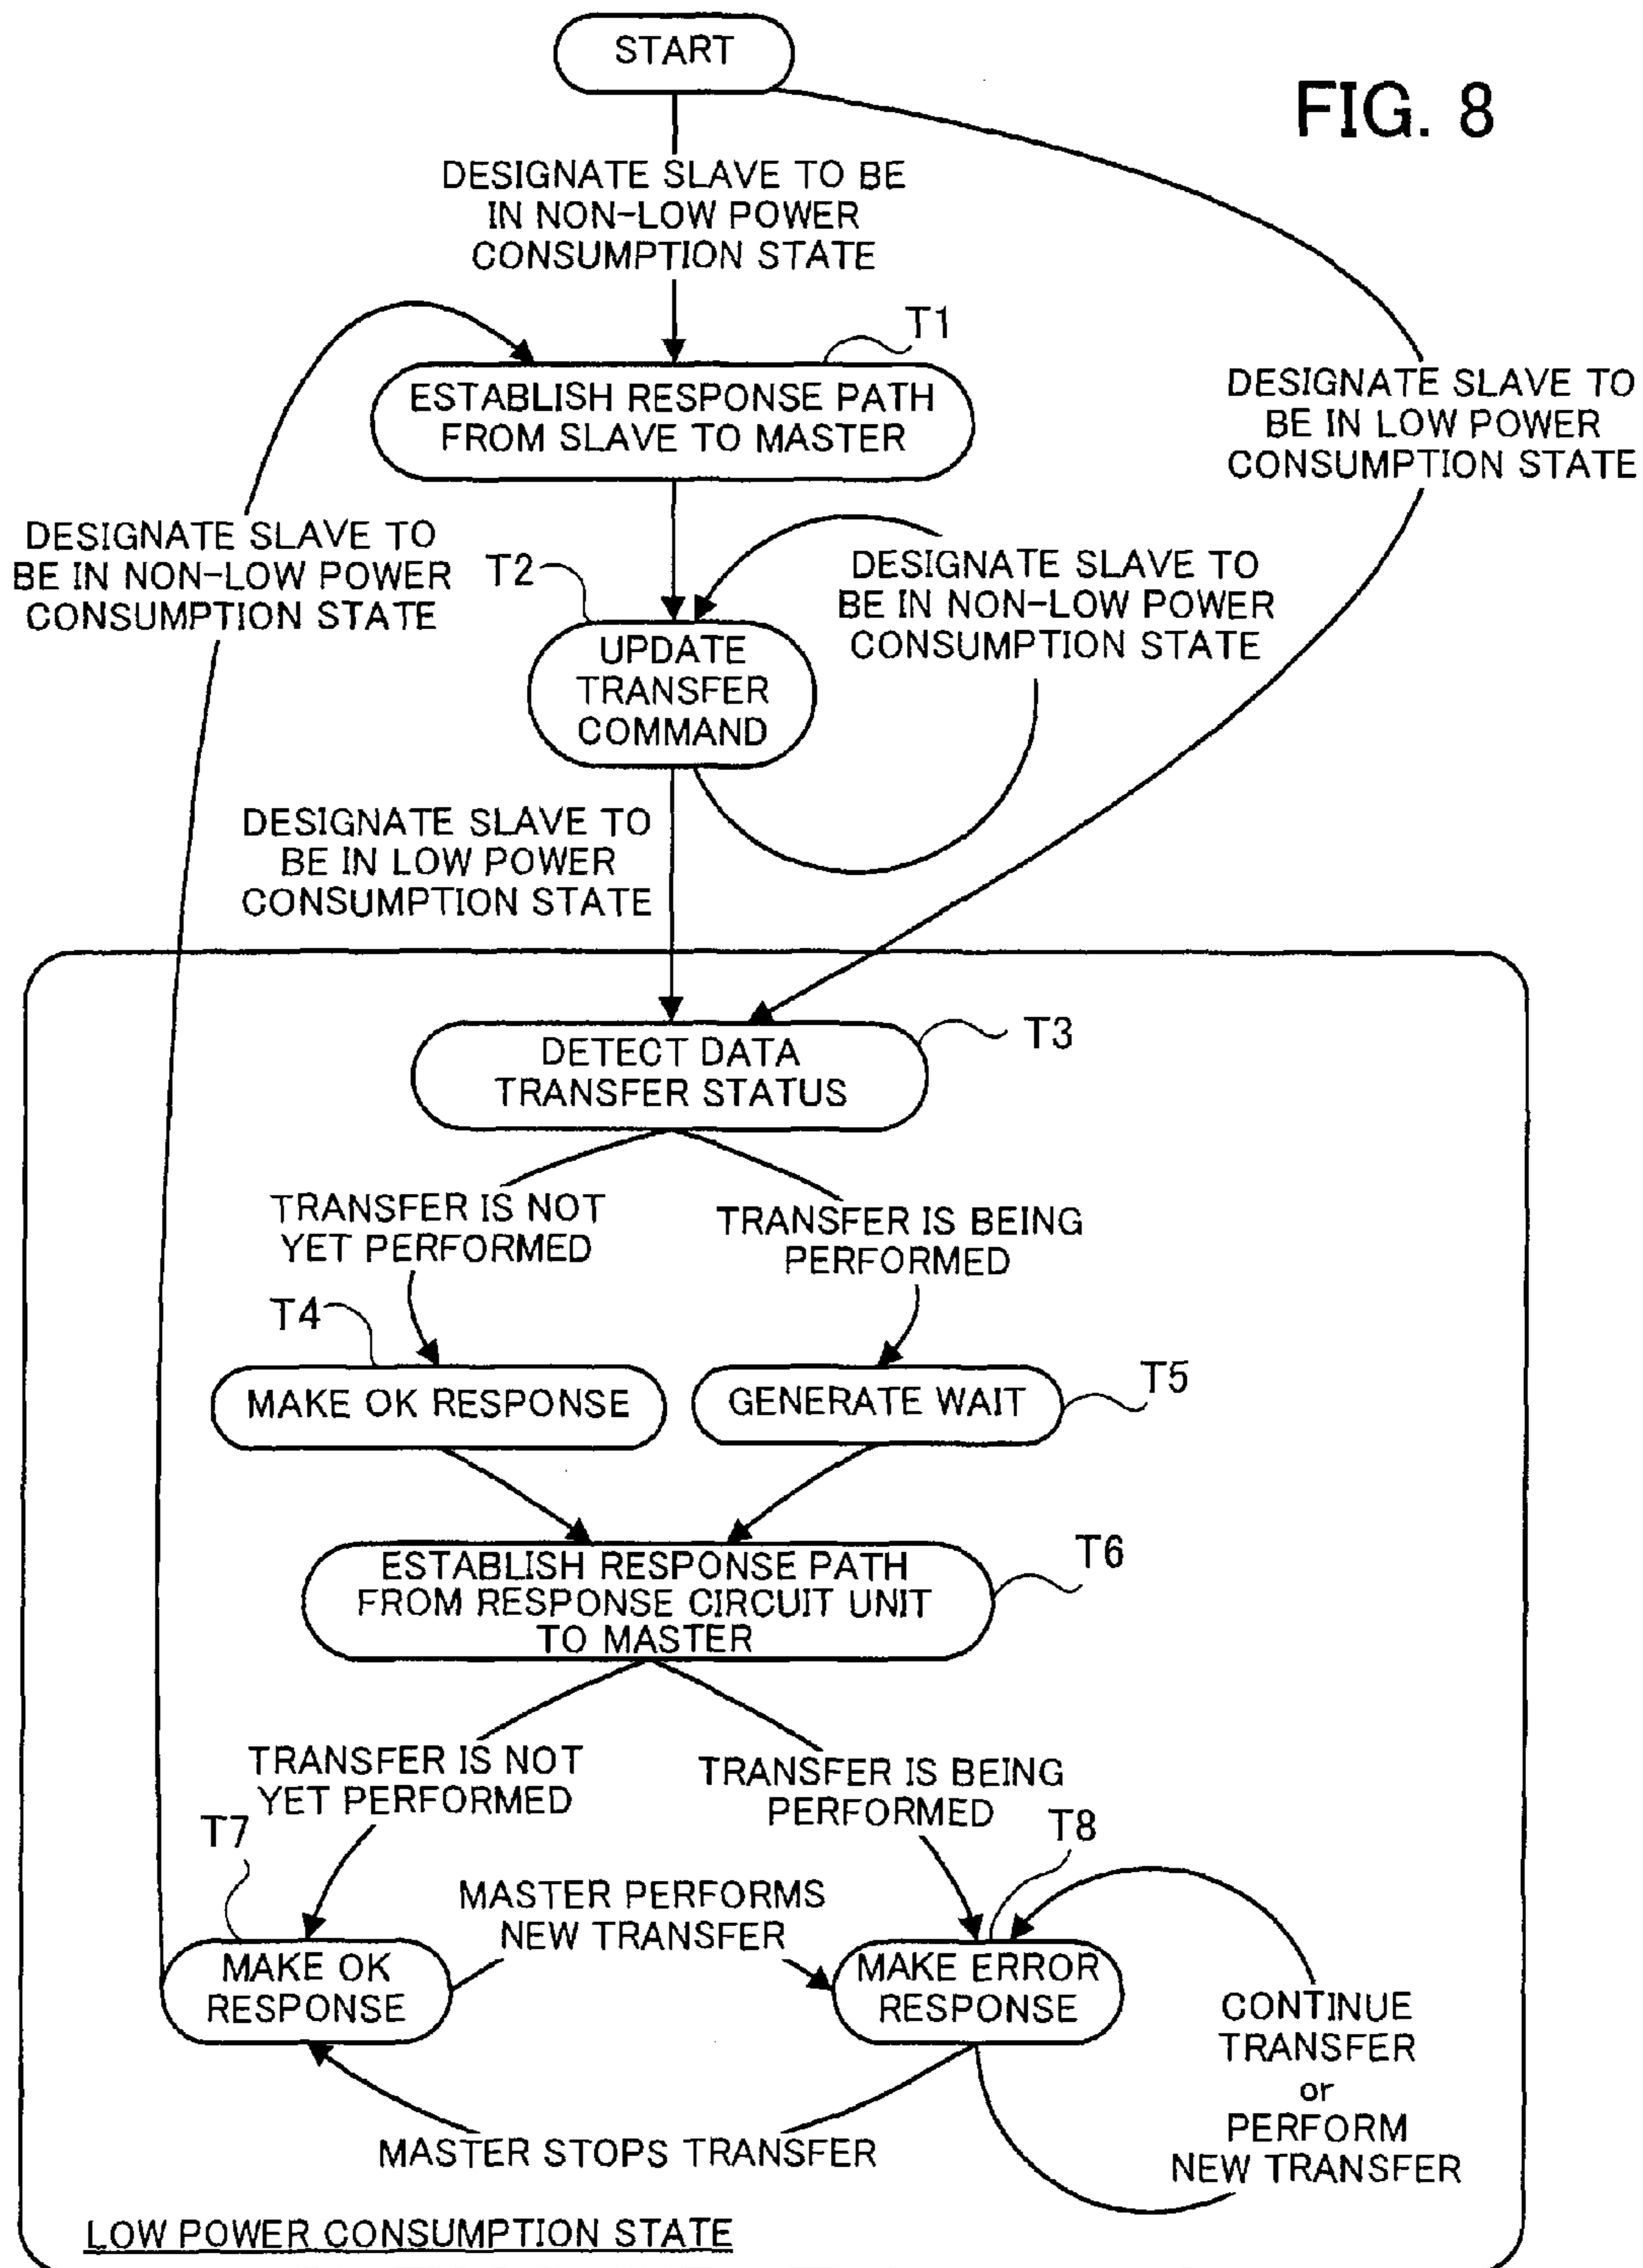 START
FIG. 8
DESIGNATE SLAVE TO BE
IN NON-LOW POWER
CONSUMPTION STATE
T1
ESTABLISH RESPONSE PATH
FROM SLAVE TO MASTER
DESIGNATE SLAVE TO
BE IN LOW POWER
CONSUMPTION STATE
DESIGNATE SLAVE TO
BE IN NON-LOW POWER
CONSUMPTION STATE
T2
DESIGNATE SLAVE TO
BE IN NON-LOW POWER
CONSUMPTION STATE
UPDATE
TRANSFER
COMMAND
DESIGNATE SLAVE TO
BE IN LOW POWER
CONSUMPTION STATE
T3
DETECT DATA
TRANSFER STATUS
TRANSFER IS NOT
YET PERFORMED
TRANSFER IS BEING
PERFORMED
T4
MAKE OK RESPONSE
GENERATE WAIT
T5
ESTABLISH RESPONSE PATH
FROM RESPONSE CIRCUIT UNIT
TO MASTER
T6
TRANSFER IS NOT
YET PERFORMED
TRANSFER IS BEING
PERFORMED
T7
T8
MASTER PERFORMS
NEW TRANSFER
MAKE OK
RESPONSE
MAKE ERROR
RESPONSE
CONTINUE
TRANSFER
or
PERFORM
NEW TRANSFER
MASTER STOPS TRANSFER
LOW POWER CONSUMPTION STATE